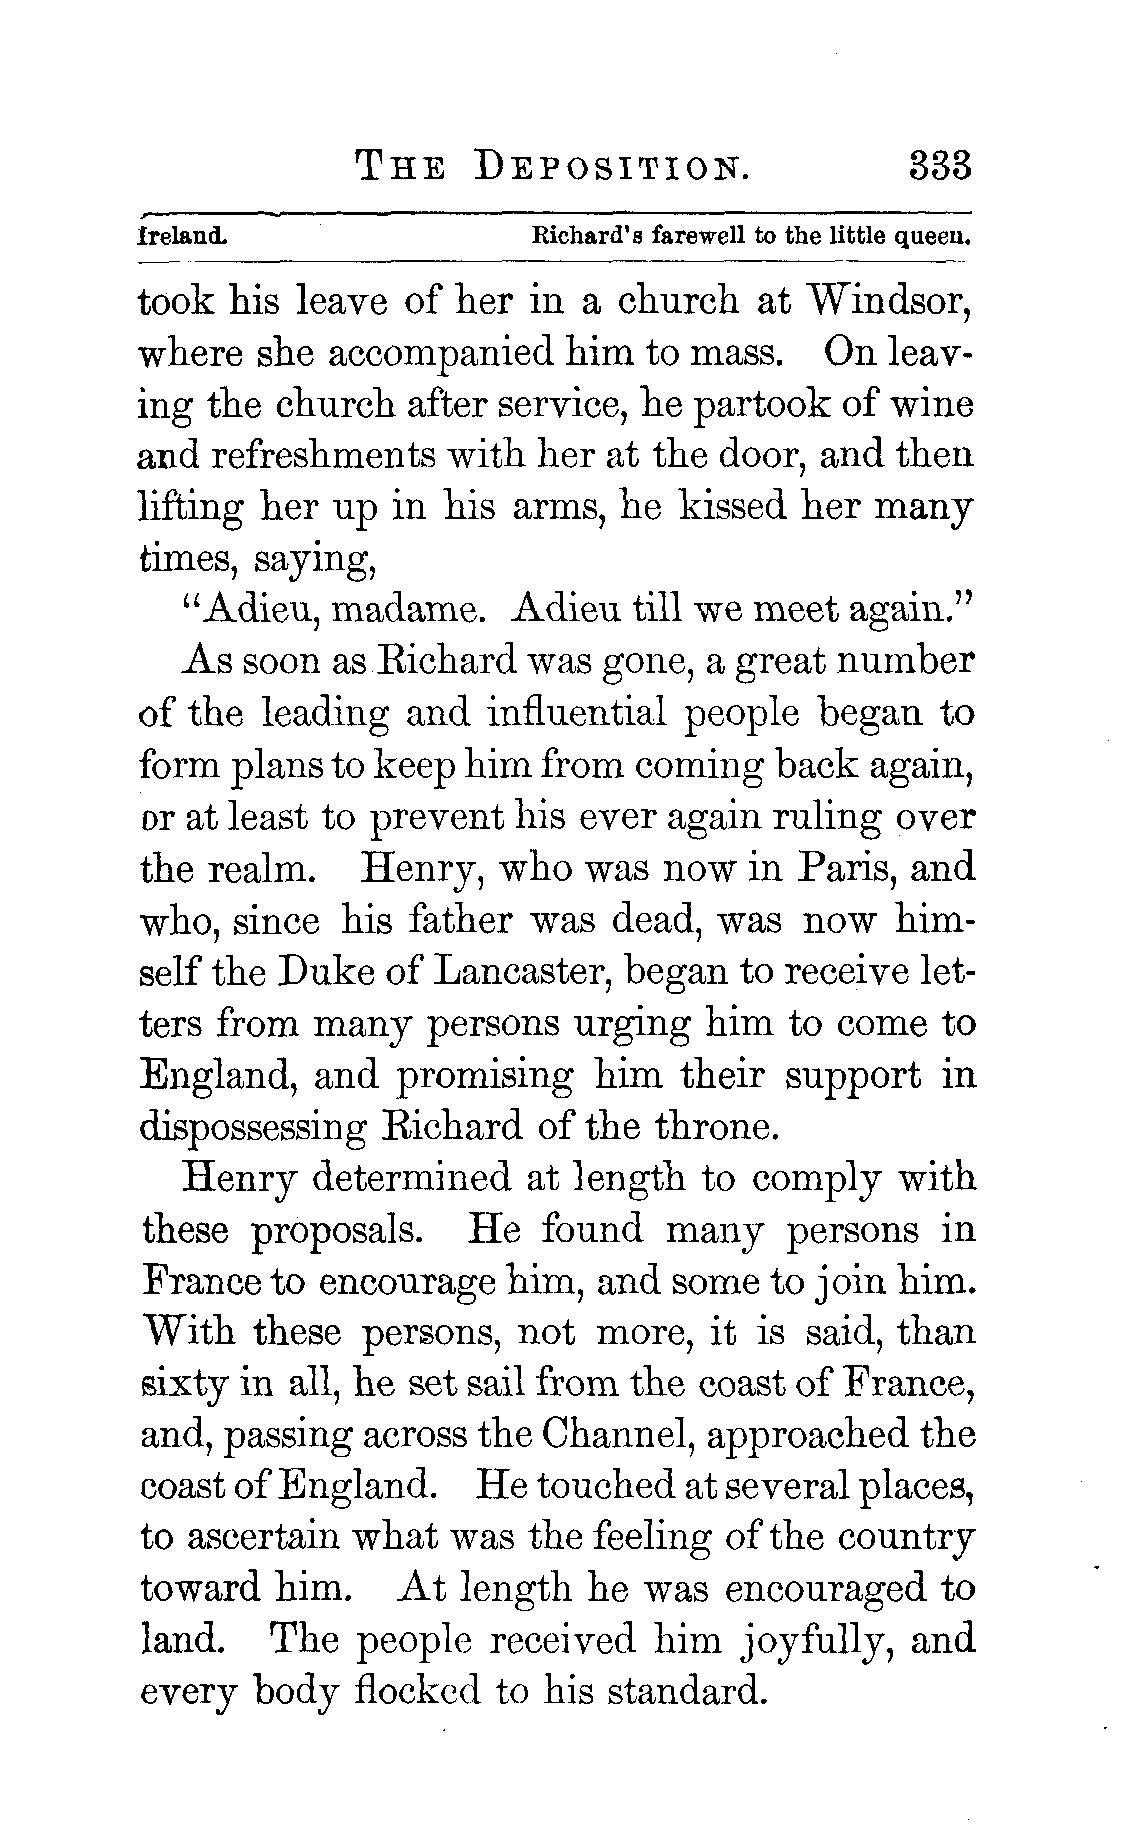 THE DEPOSITION. 333
Ireland. Richard's farewell to the little queen.
took his leave of her in a church at Windsor,
where she accompanied him to mass. On leav-
ing the church after service, he partook of wine
and refreshments with her at the door, and then
lifting her up in his arms, he kissed her many
times, saying,
"Adieu, madame. Adieu till we meet again."
As soon as Richard was gone, a great number
of the leading and influential people began to
form plans to keep him from coming back again,
or at least to prevent his ever again ruling over
the realm. Henry, who was now in Paris, and
who, since his father was dead, was now him-
self the Duke of Lancaster, began to receive let-
ters from many persons urging him to come to
England, and promising him their support in
dispossessing Richard of the throne.
Henry determined at length to comply with
these proposals. He found many persons in
France to encourage him, and some to join him.
With these persons, not more, it is said, than
sixty in all, he set sail from the coast of France,
and, passing across the Channel, approached the
coast of England. He touched at several places,
to ascertain what was the feeling of the country
toward him. At length he was encouraged to
land. The people received him joyfully, and
every body flocked to his standard.